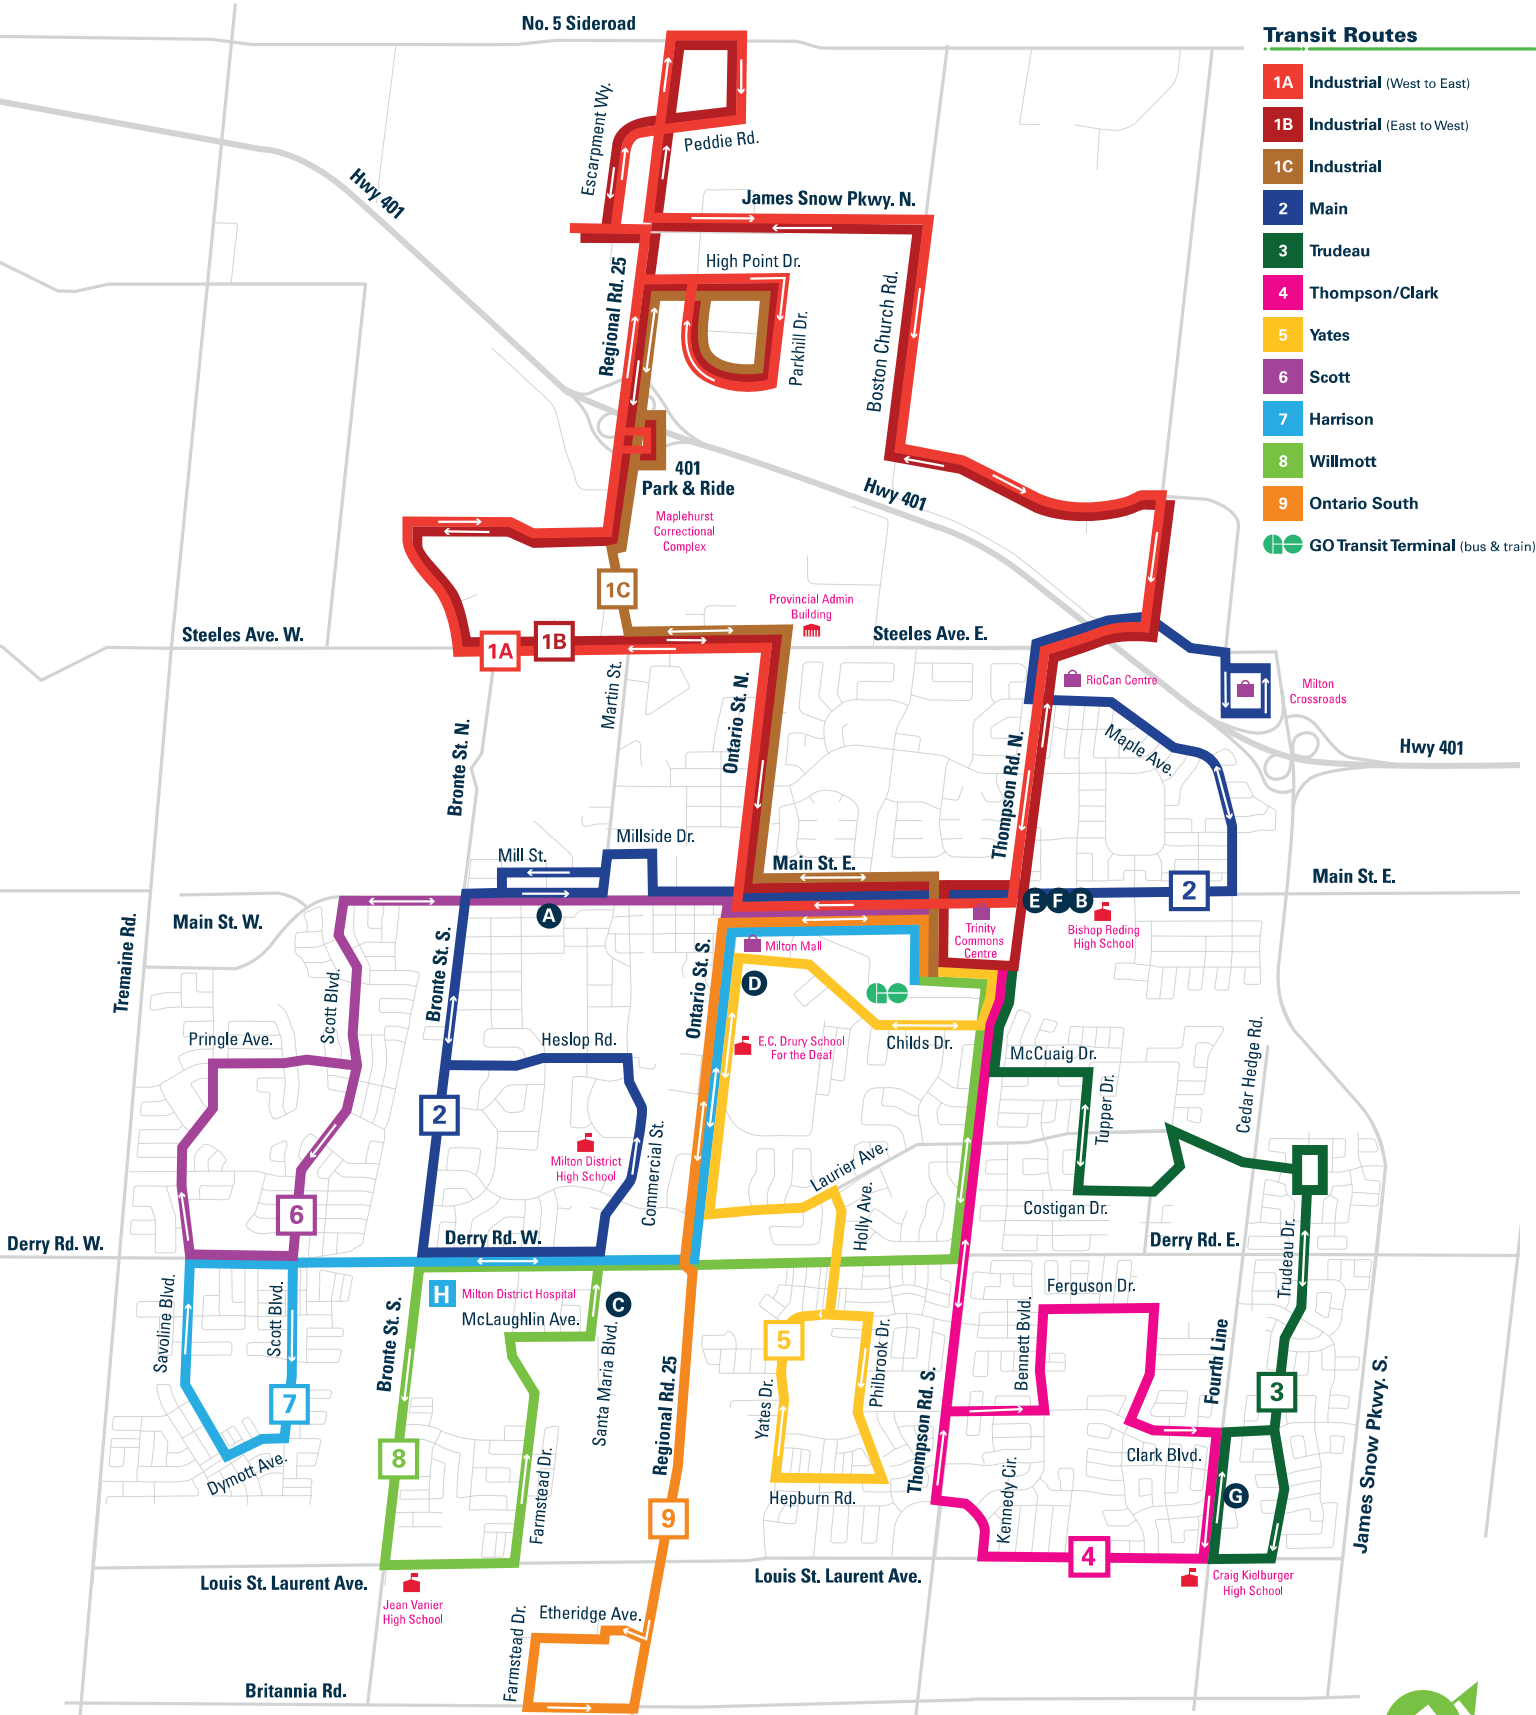 No. 5 Sideroad
Transit Routes
1A Industrial (West to East)
1B Industrial (East to West)
1C Industrial
2 Main
3 Trudeau
4 Thompson/Clark
5 Yates
6 Scott
7 Harrison
8 Willmott
9 Ontario South
GO Transit Terminal (bus & train)
Escarpment Wy.
Peddie Rd.
Hwy 401
James Snow Pkwy. N.
High Point Dr.
Regional Rd. 25
Parkhill Dr.
Boston Church Rd.
401
Park & Ride
Maplehurst
Correctional
Complex
Hwy 401
1C
Provincial Admin
Building
Steeles Ave. W.
1A
1B
Steeles Ave. E.
Martin St.
Ontario St. N.
Bronte St. N.
RioCan Centre
Milton
Crossroads
Maple Ave.
Hwy 401
Thompson Rd. N.
Millside Dr.
Mill St.
Main St. E.
Main St. E.
2
A
E F B
Main St. W.
Trinity
Commons
Centre
Bishop Reding
High School
Milton Mall
D
Tremaine Rd.
Scott Blvd.
Bronte St. S.
Ontario St. S.
Pringle Ave.
Heslop Rd.
E.C. Drury School
For the Deaf
Childs Dr.
McCuaig Dr.
Tupper Dr.
Cedar Hedge Rd.
2
Milton District
High School
Commercial St.
Laurier Ave.
Holly Ave.
Costigan Dr.
6
Derry Rd. W.
Derry Rd. W.
Derry Rd. E.
Trudeau Dr.
H
Milton District Hospital
C
McLaughlin Ave.
Savoline Blvd.
Scott Blvd.
Bronte St. S.
Santa Maria Blvd.
Ferguson Dr.
Bennett Bvld.
5
Philbrook Dr.
Yates Dr.
Regional Rd. 25
Thompson Rd. S.
Fourth Line
3
James Snow Pkwy. S.
7
8
Dymott Ave.
Farmstead Dr.
Clark Blvd.
Kennedy Cir.
G
Hepburn Rd.
9
4
Louis St. Laurent Ave.
Louis St. Laurent Ave.
Craig Kielburger
High School
Jean Vanier
High School
Etheridge Ave.
Farmstead Dr.
Britannia Rd.